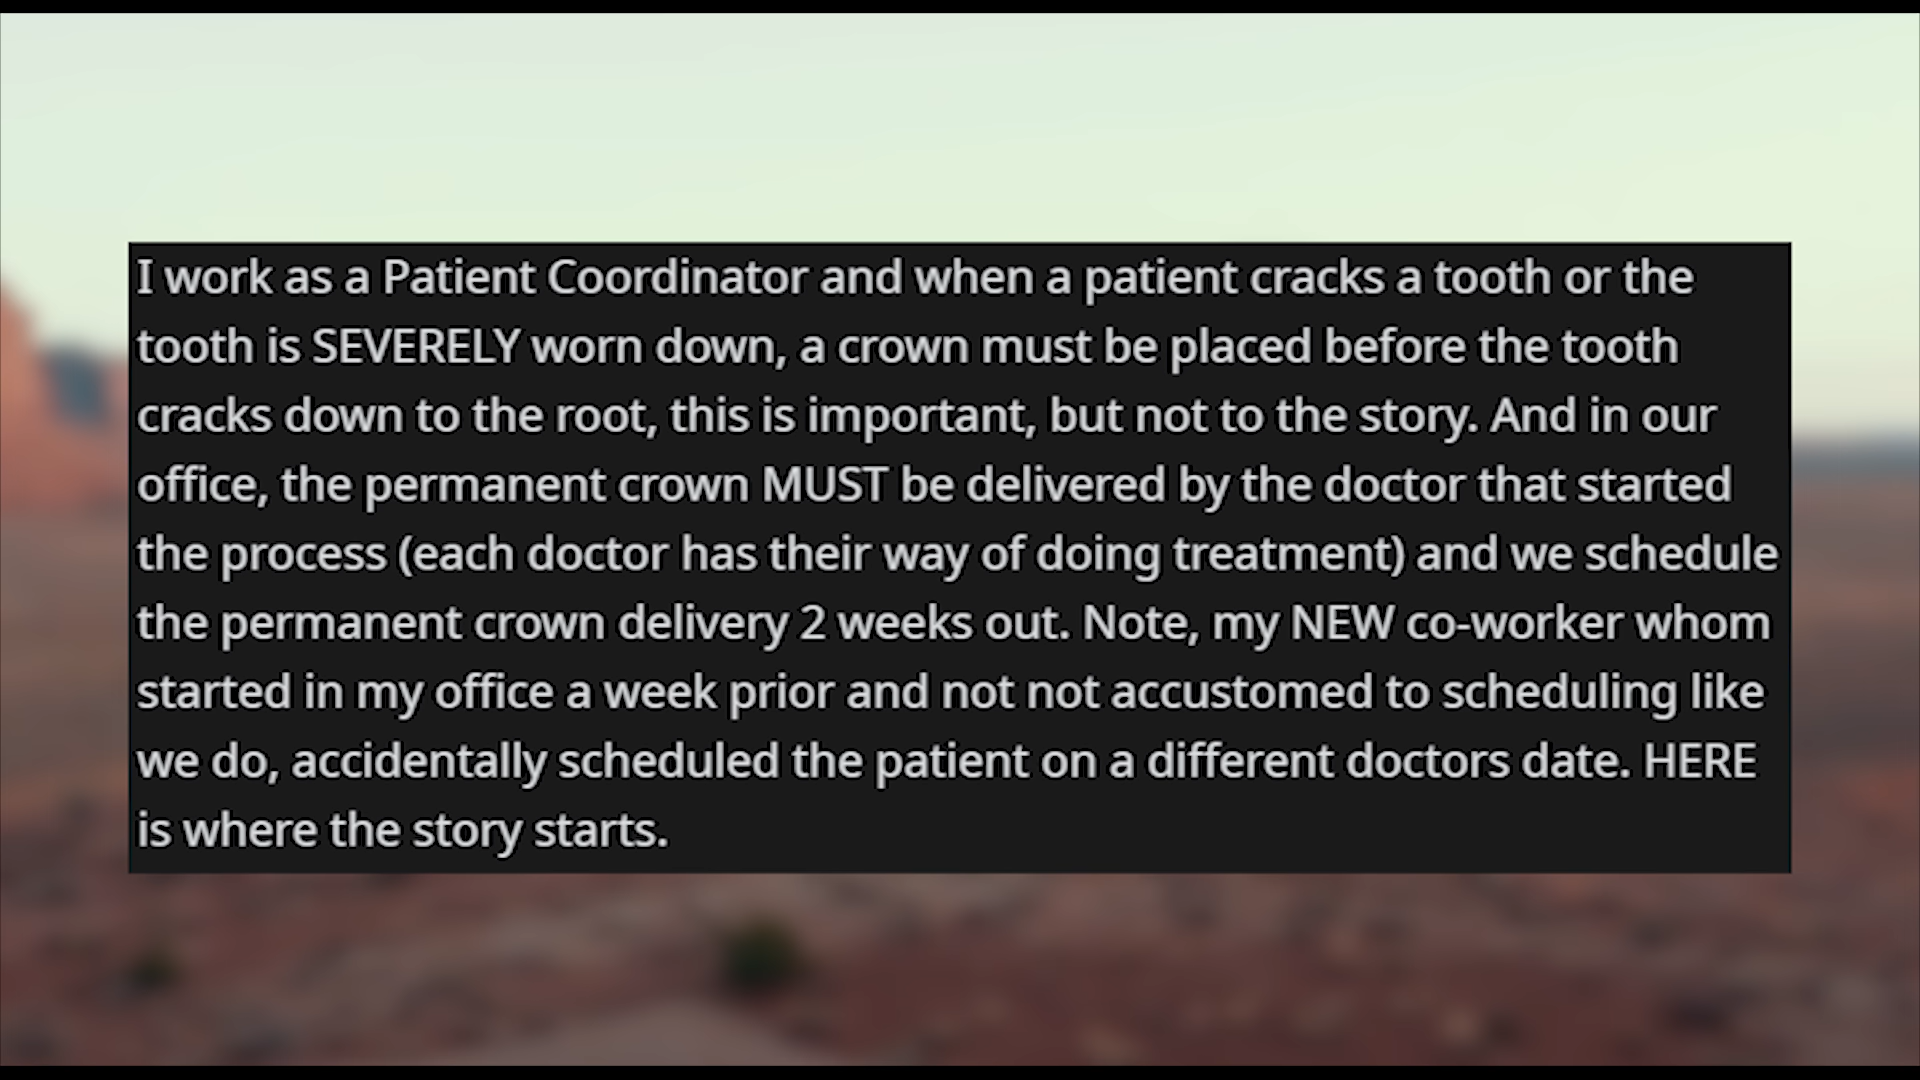 I work as a Patient Coordinator and when a patient cracks a tooth or the
tooth is SEVERELY worn down, a crown must be placed before the tooth
cracks down to the root, this is important, but not to the story. And in our
office, the permanent crown MUST be delivered by the doctor that started
the process (each doctor has their way of doing treatment) and we schedule
the permanent crown delivery 2 weeks out. Note, my NEW co-worker whom
started in my office a week prior and not not accustomed to scheduling like
we do, accidentally scheduled the patient on a different doctors date. HERE
is where the story starts.